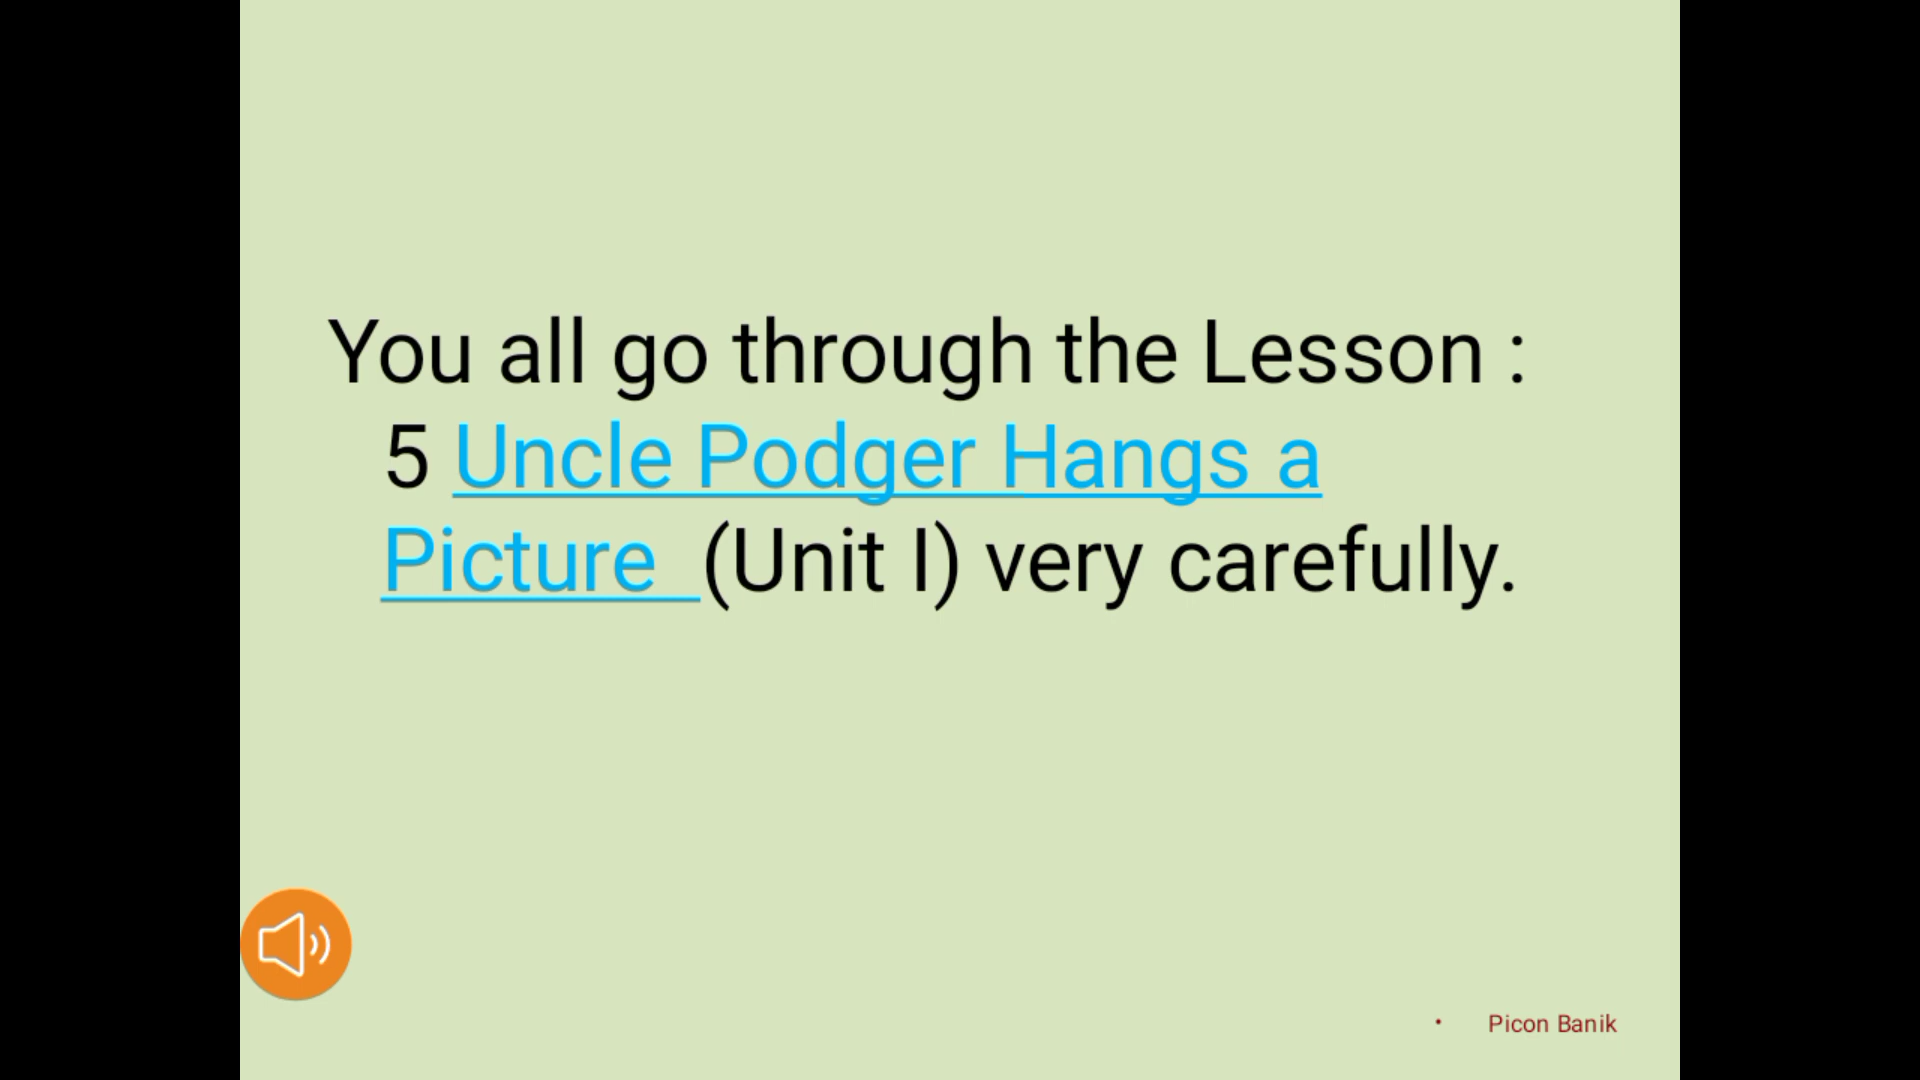 You all go through the Lesson :
5 Uncle Podger Hangs a
Picture (Unit I) very carefully.
• Picon Banik